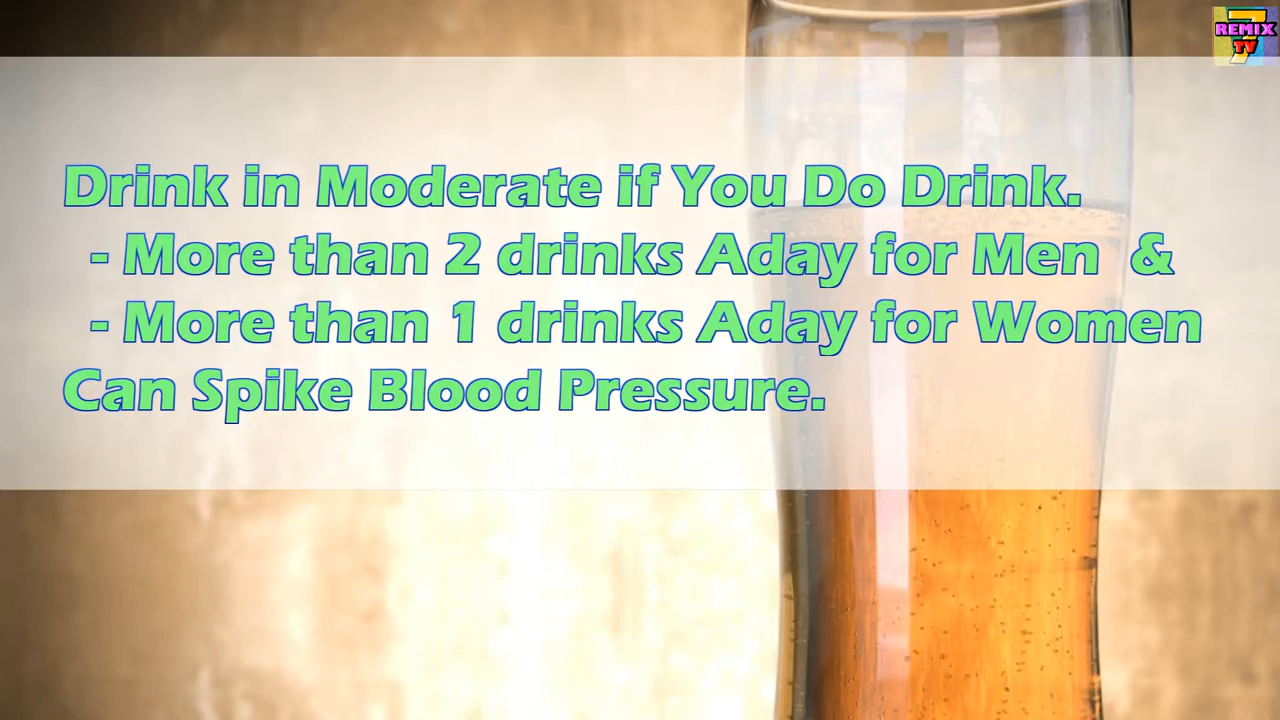 7
REMIX
TV
Drink in Moderate if You Do Drink.
- More than 2 drinks Aday for Men &
- More than 1 drinks Aday for Women
Can Spike Blood Pressure.